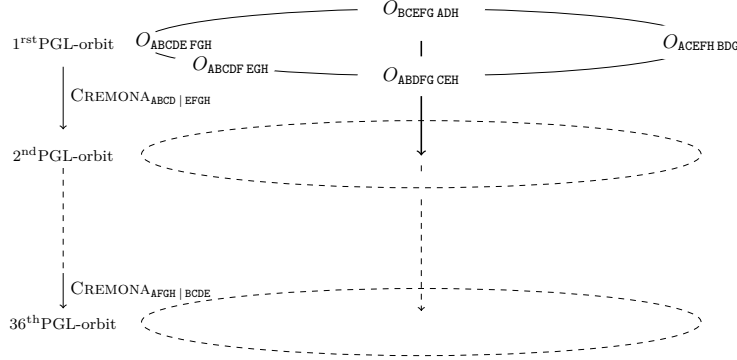 O_BCEFG ADH
1^rst PGL-orbit O_ABCDE FGH O_ACEFH BDG
O_ABCDF EGH
O_ABDFG CEH
CREMONA_ABCD | EFGH
2^nd PGL-orbit
CREMONA_AFGH | BCDE
36^th PGL-orbit